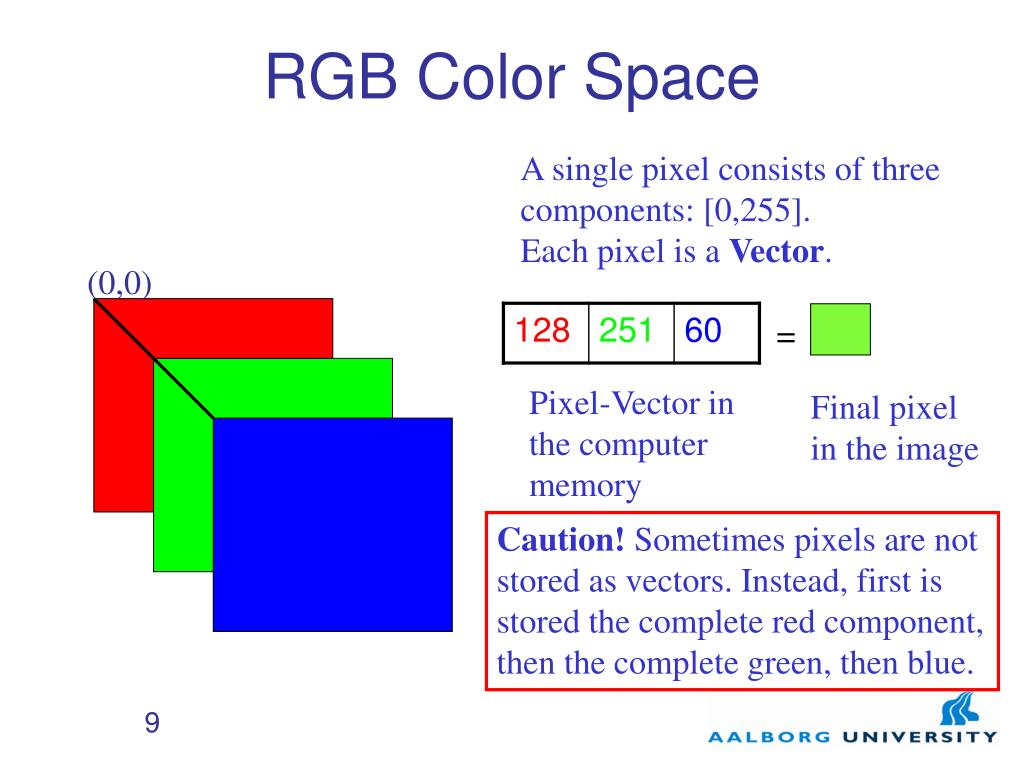 RGB Color Space
A single pixel consists of three
components: [0,255].
Each pixel is a Vector.
(0,0)
128 251 60 =
Pixel-Vector in
the computer
memory
Final pixel
in the image
Caution! Sometimes pixels are not
stored as vectors. Instead, first is
stored the complete red component,
then the complete green, then blue.
9
AALBORG UNIVERSITY